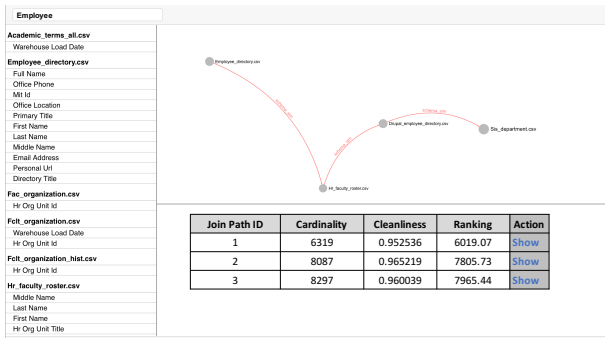 Employee
Academic_terms_all.csv
Warehouse Load Date
Employee_directory.csv
Full Name
Office Phone
Mit Id
Office Location
Primary Title
First Name
Last Name
Middle Name
Email Address
Personal Url
Directory Title
Fac_organization.csv
Hr Org Unit Id
Fclt_organization.csv
Warehouse Load Date
Hr Org Unit Id
Fclt_organization_hist.csv
Hr Org Unit Id
Hr_faculty_roster.csv
Middle Name
Last Name
First Name
Hr Org Unit Title
Employee_directory.csv
schema_sim
Drupal_employee_directory.csv
Sis_department.csv
schema_sim
schema_sim
Hr_faculty_roster.csv
Join Path ID Cardinality Cleanliness Ranking Action
1 6319 0.952536 6019.07 Show
2 8087 0.965219 7805.73 Show
3 8297 0.960039 7965.44 Show